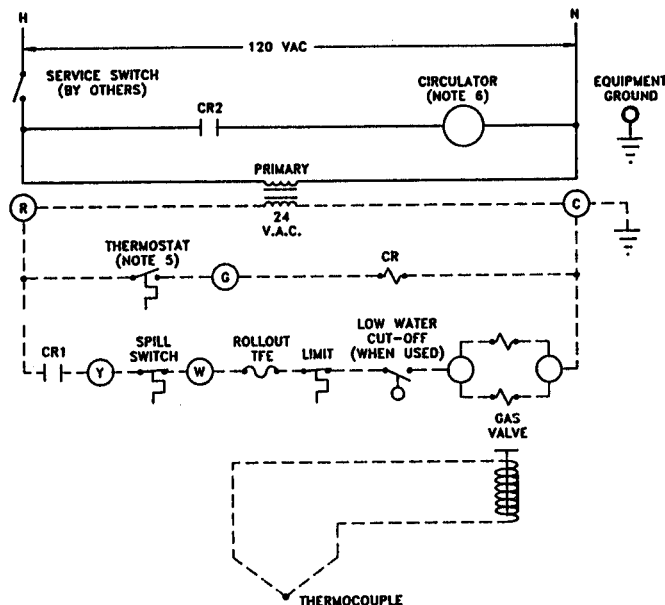 H
N
120 VAC
SERVICE SWITCH
(BY OTHERS)
CR2
CIRCULATOR
(NOTE 6)
EQUIPMENT
GROUND
PRIMARY
R
24
V.A.C.
C
THERMOSTAT
(NOTE 5)
G
CR
CR1
Y
SPILL
SWITCH
W
ROLLOUT
TFE
LIMIT
LOW WATER
CUT-OFF
(WHEN USED)
GAS
VALVE
THERMOCOUPLE